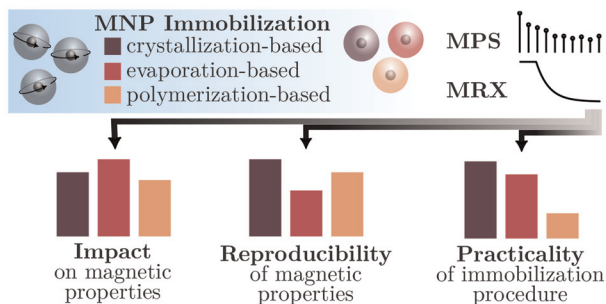 MNP Immobilization
crystallization-based
evaporation-based
polymerization-based
MPS
MRX
Impact
on magnetic
properties
Reproducibility
of magnetic
properties
Practicality
of immobilization
procedure